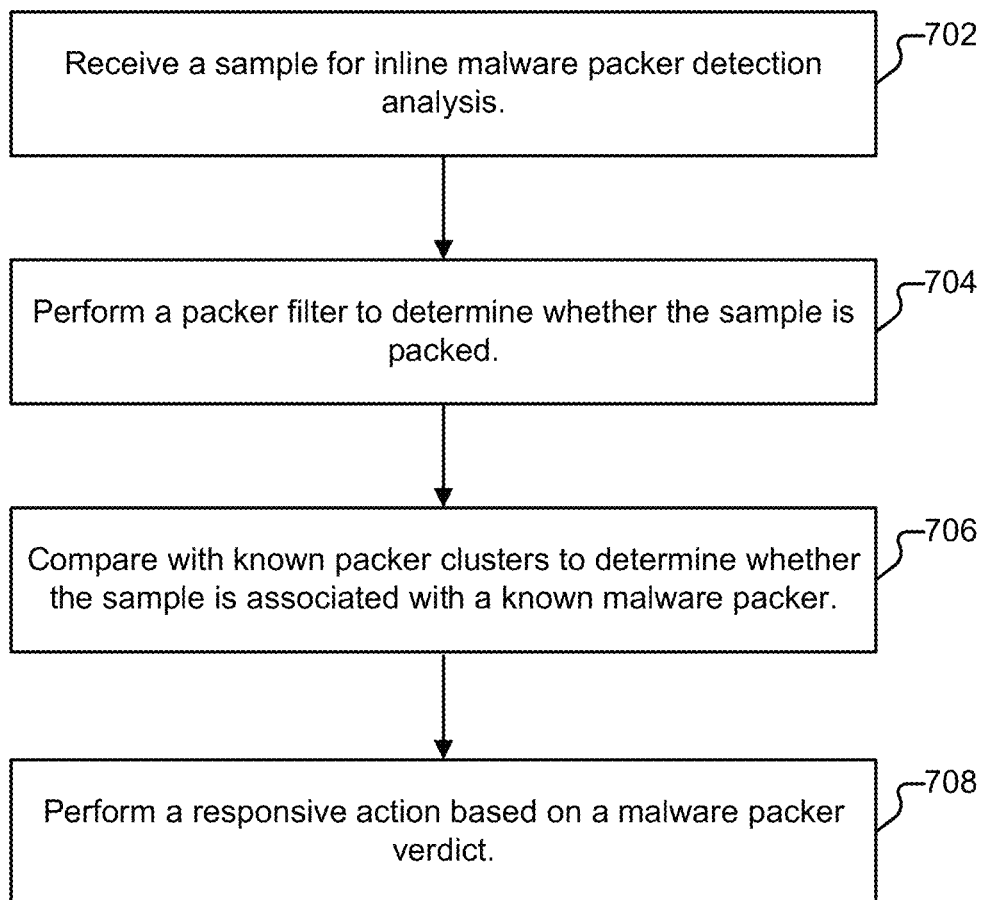 Receive a sample for inline malware packer detection
analysis.
702
Perform a packer filter to determine whether the sample is
packed.
704
Compare with known packer clusters to determine whether
the sample is associated with a known malware packer.
706
Perform a responsive action based on a malware packer
verdict.
708